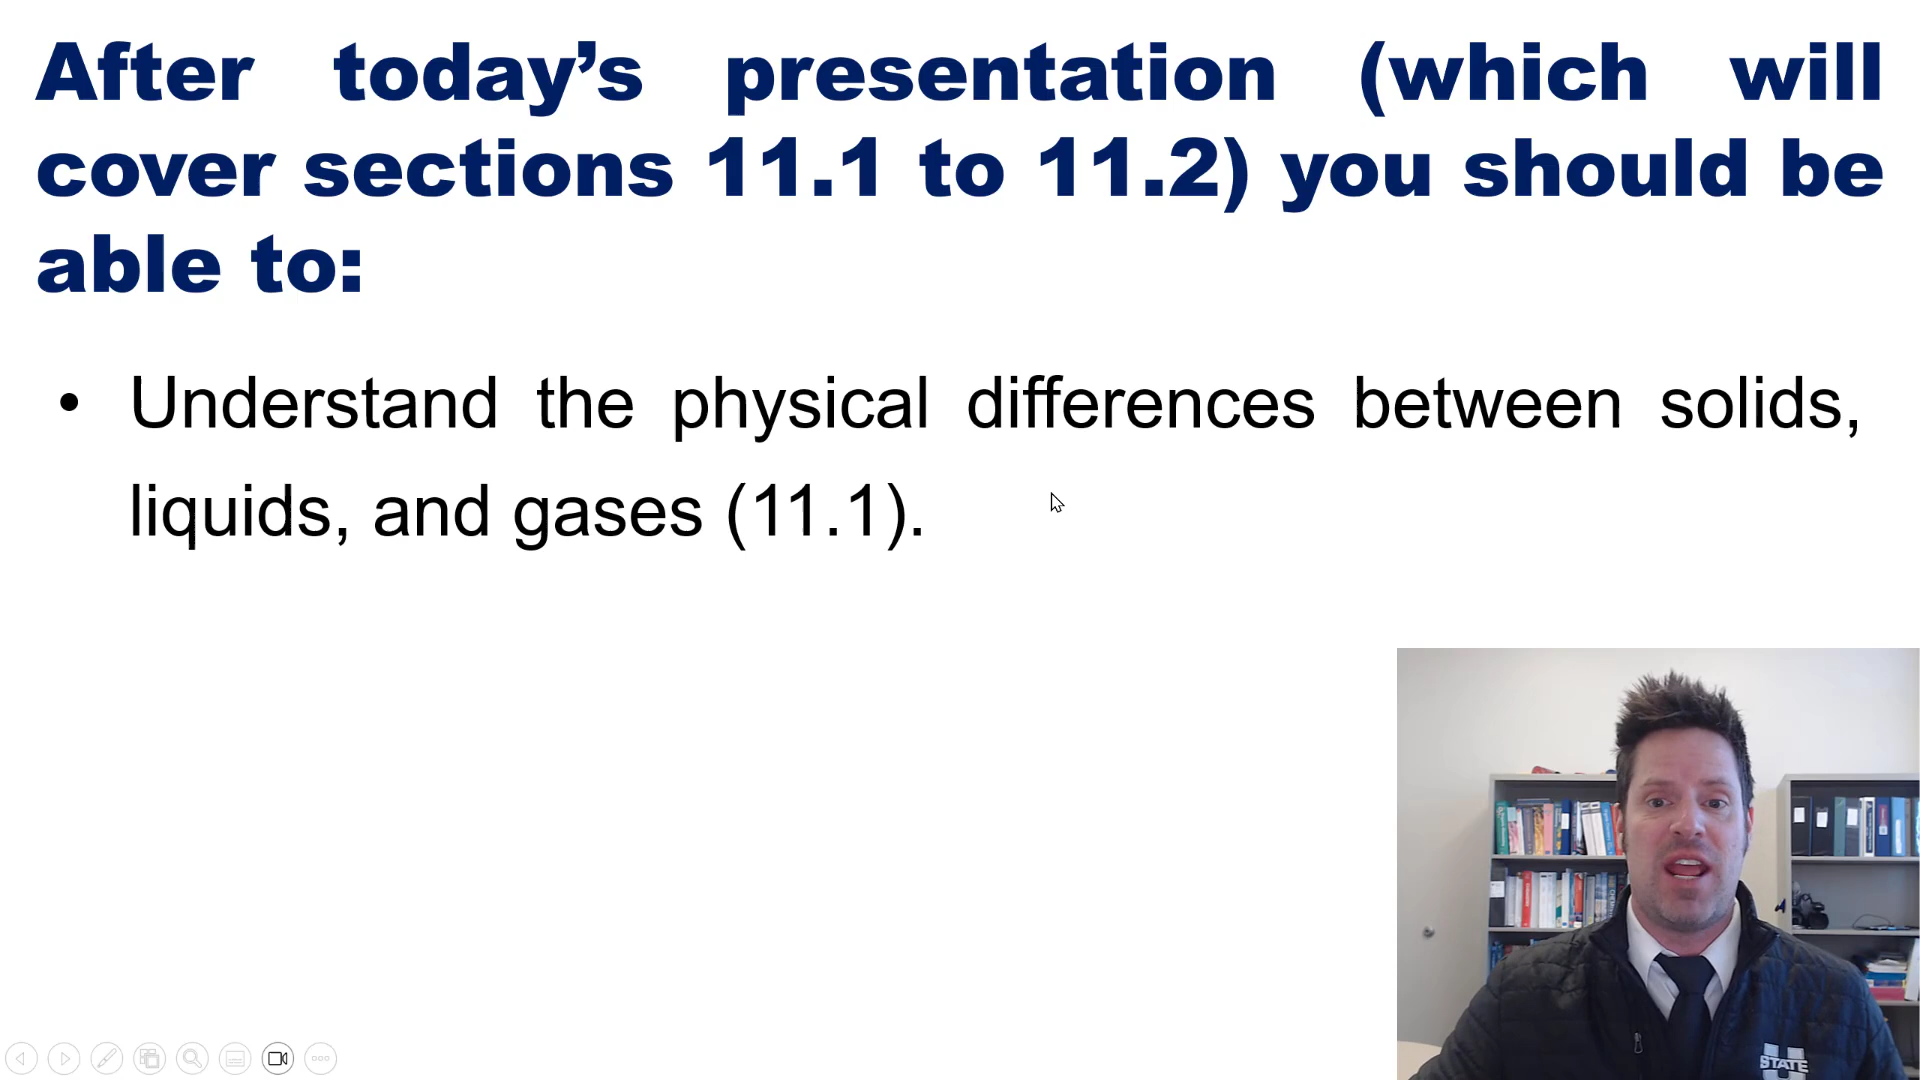 After today’s presentation (which will
cover sections 11.1 to 11.2) you should be
able to:
• Understand the physical differences between solids,
liquids, and gases (11.1).
U
STATE